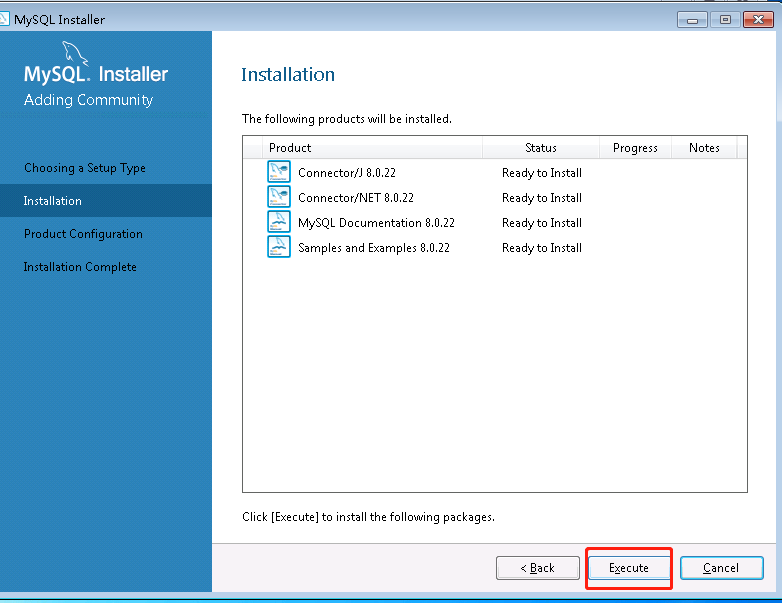 MySQL Installer
MySQL. Installer
Adding Community
Choosing a Setup Type
Installation
Product Configuration
Installation Complete
Installation
The following products will be installed.
Product Status Progress Notes
Connector/J 8.0.22 Ready to Install
Connector/NET 8.0.22 Ready to Install
MySQL Documentation 8.0.22 Ready to Install
Samples and Examples 8.0.22 Ready to Install
Click [Execute] to install the following packages.
< Back Execute Cancel